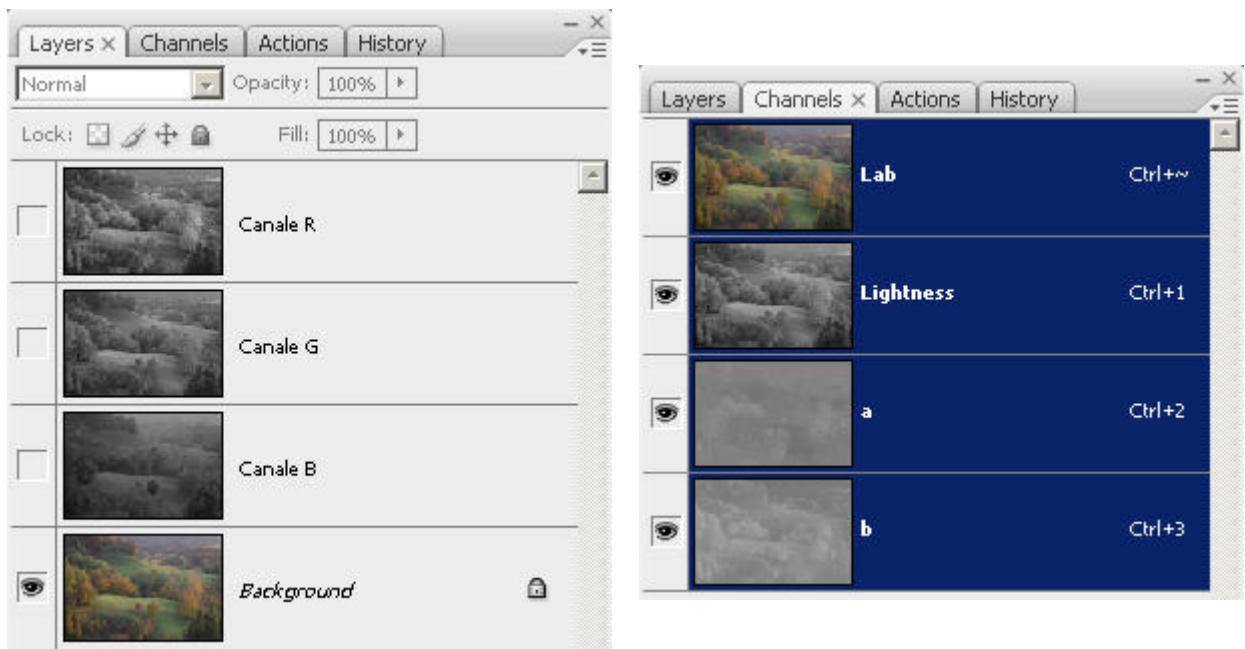 Layers × Channels Actions History
Normal Opacity: 100%
Lock: Fill: 100%
Canale R
Canale G
Canale B
Background
Layers Channels × Actions History
Lab Ctrl+~
Lightness Ctrl+1
a Ctrl+2
b Ctrl+3